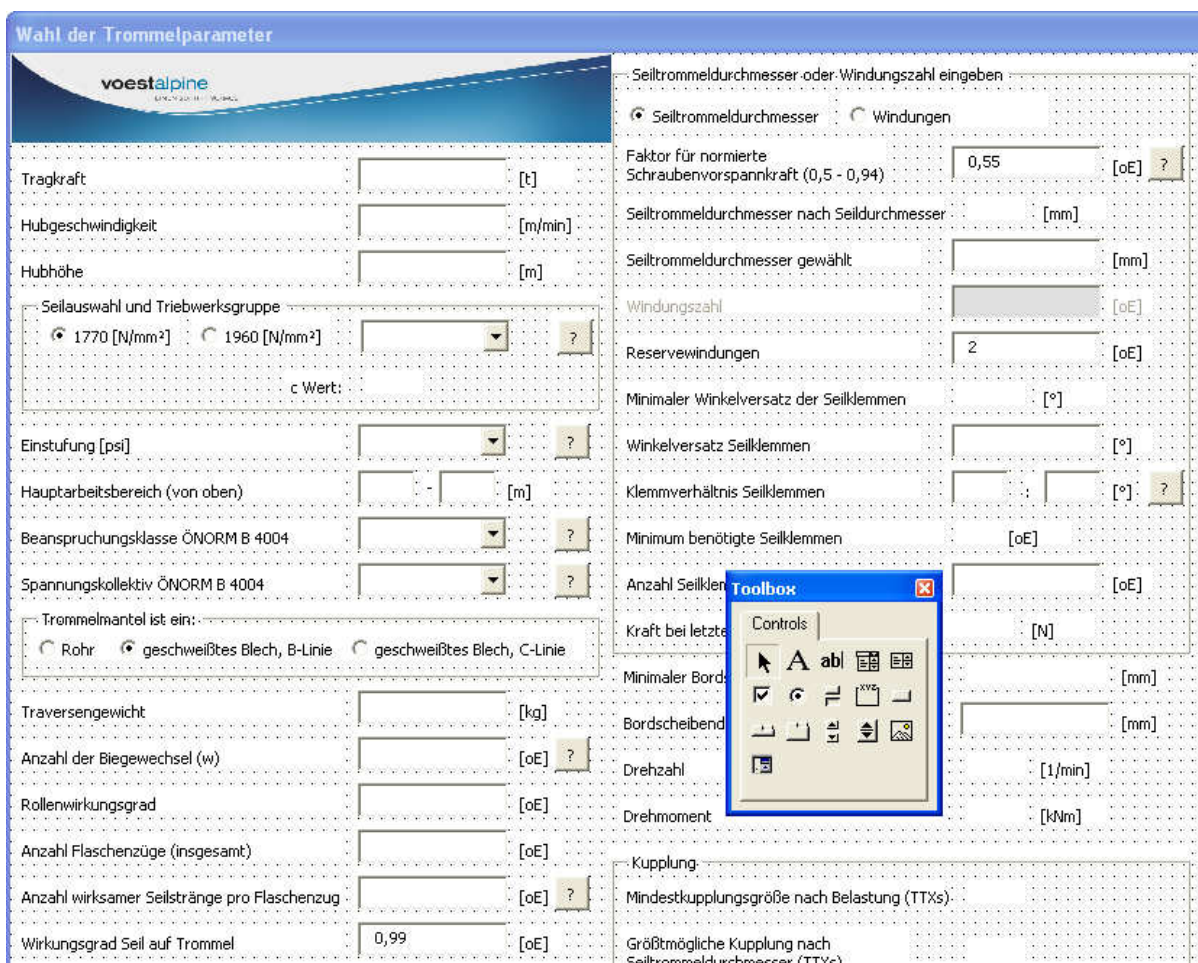 Wahl der Trommelparameter
voestalpine
Tragkraft [t]
Hubgeschwindigkeit [m/min]
Hubhöhe [m]
Seilauswahl und Triebwerksgruppe
1770 [N/mm²] 1960 [N/mm²] ?
c Wert:
Einstufung [psi] ?
Hauptarbeitsbereich (von oben) - [m]
Beanspruchungsklasse ÖNORM B 4004 ?
Spannungskollektiv ÖNORM B 4004 ?
Trommelmantel ist ein:
Rohr geschweißtes Blech, B-Linie geschweißtes Blech, C-Linie
Traversengewicht [kg]
Anzahl der Biegewechsel (w) [oE] ?
Rollenwirkungsgrad [oE]
Anzahl Flaschenzüge (insgesamt) [oE]
Anzahl wirksamer Seilstränge pro Flaschenzug [oE] ?
Wirkungsgrad Seil auf Trommel 0,99 [oE]
Seiltrommeldurchmesser oder Windungszahl eingeben
Seiltrommeldurchmesser Windungen
Faktor für normierte
Schraubenvorspannkraft (0,5 - 0,94) 0,55 [oE] ?
Seiltrommeldurchmesser nach Seildurchmesser [mm]
Seiltrommeldurchmesser gewählt [mm]
Windungszahl [oE]
Reservewindungen 2 [oE]
Minimaler Winkelversatz der Seilklemmen [°]
Winkelversatz Seilklemmen [°]
Klemmverhältnis Seilklemmen : [°] ?
Minimum benötigte Seilklemmen [oE]
Anzahl Seilklem [oE]
Kraft bei letzte [N]
Minimaler Bords [mm]
Bordscheibend [mm]
Drehzahl [1/min]
Drehmoment [kNm]
Toolbox
Controls
A abl
xyz
Kupplung
Mindestkupplungsgröße nach Belastung (TTXs)
Größtmögliche Kupplung nach
Seiltrommeldurchmesser (TTXs)